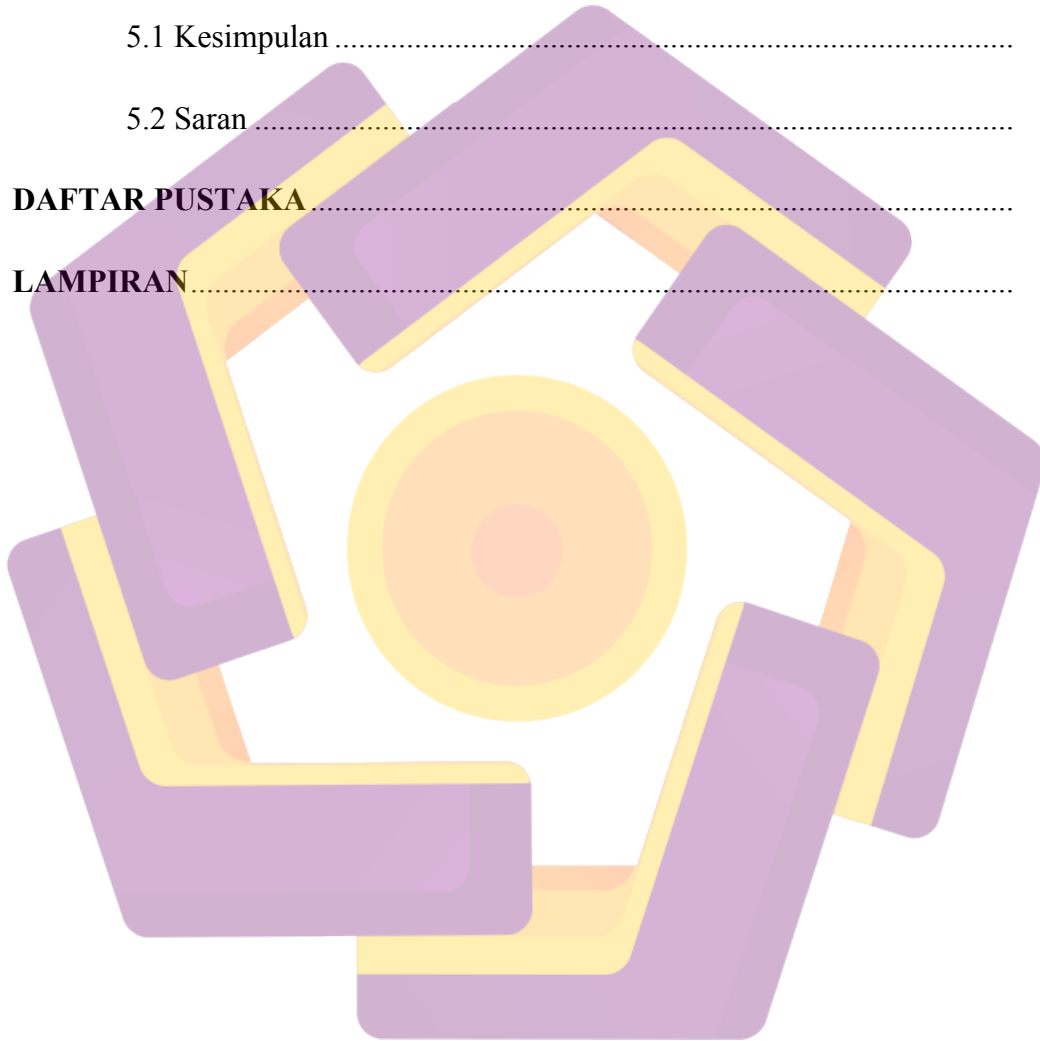 5.1 Kesimpulan ......................................................................................
5.2 Saran ................................................................................................
DAFTAR PUSTAKA .........................................................................................
LAMPIRAN.........................................................................................................